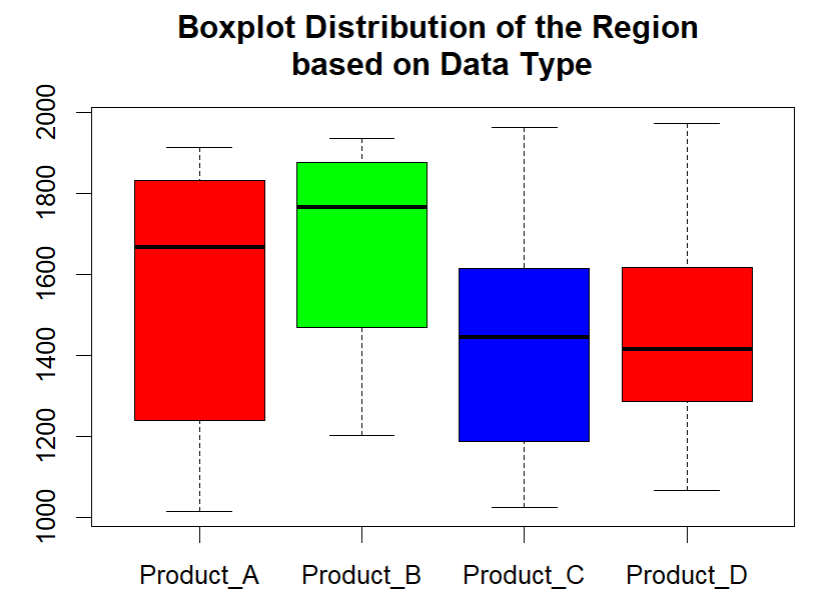 Boxplot Distribution of the Region
based on Data Type
2000
1800
1600
1400
1200
1000
Product_A Product_B Product_C Product_D